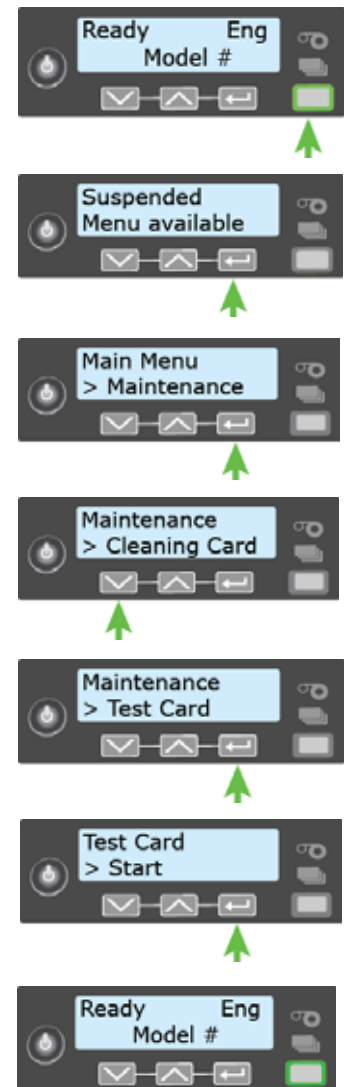 Ready Eng
Model #
Suspended
Menu available
Main Menu
> Maintenance
Maintenance
> Cleaning Card
Maintenance
> Test Card
Test Card
> Start
Ready Eng
Model #